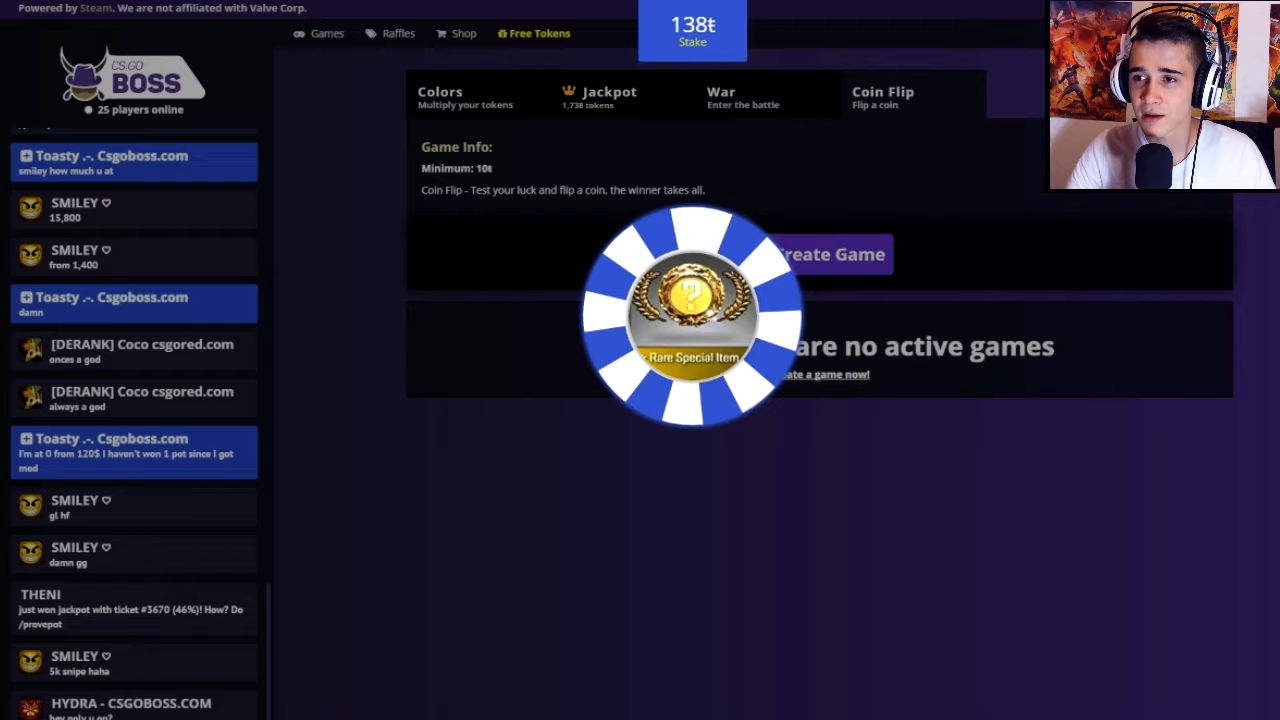 Powered by Steam. We are not affiliated with Valve Corp.
138t
Stake
Games
Raffles
Shop
Free Tokens
CS:GO
BOSS
25 players online
Colors
Multiply your tokens
Jackpot
1,738 tokens
War
Enter the battle
Coin Flip
Flip a coin
Game Info:
Minimum: 10t
Coin Flip - Test your luck and flip a coin, the winner takes all.
reate Game
Rare Special Item
are no active games
ate a game now!
Toasty .-. Csgoboss.com
smiley how much u at
SMILEY ♡
15,800
SMILEY ♡
from 1,400
Toasty .-. Csgoboss.com
damn
[DERANK] Coco csgored.com
onces a god
[DERANK] Coco csgored.com
always a god
Toasty .-. Csgoboss.com
I'm at 0 from 120$ I haven't won 1 pot since I got
mod
SMILEY ♡
gl hf
SMILEY ♡
damn gg
THENI
just won jackpot with ticket #3670 (46%)! How? Do
/provepot
SMILEY ♡
5k snipe haha
HYDRA - CSGOBOSS.COM